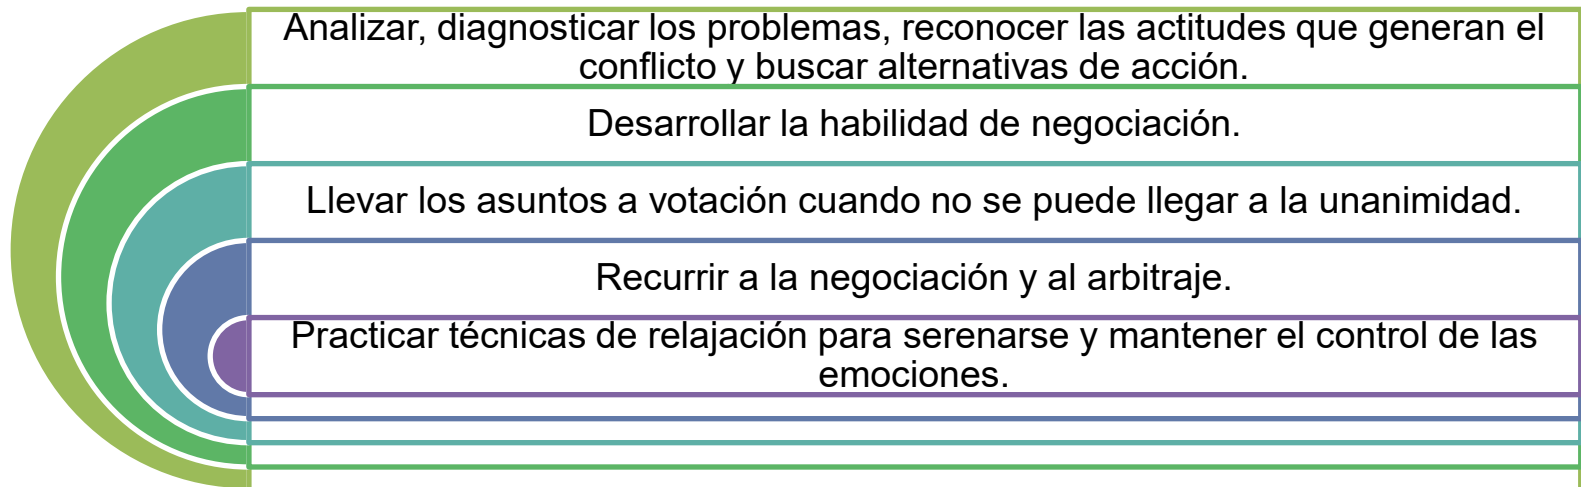 Analizar, diagnosticar los problemas, reconocer las actitudes que generan el
conflicto y buscar alternativas de acción.
Desarrollar la habilidad de negociación.
Llevar los asuntos a votación cuando no se puede llegar a la unanimidad.
Recurrir a la negociación y al arbitraje.
Practicar técnicas de relajación para serenarse y mantener el control de las
emociones.